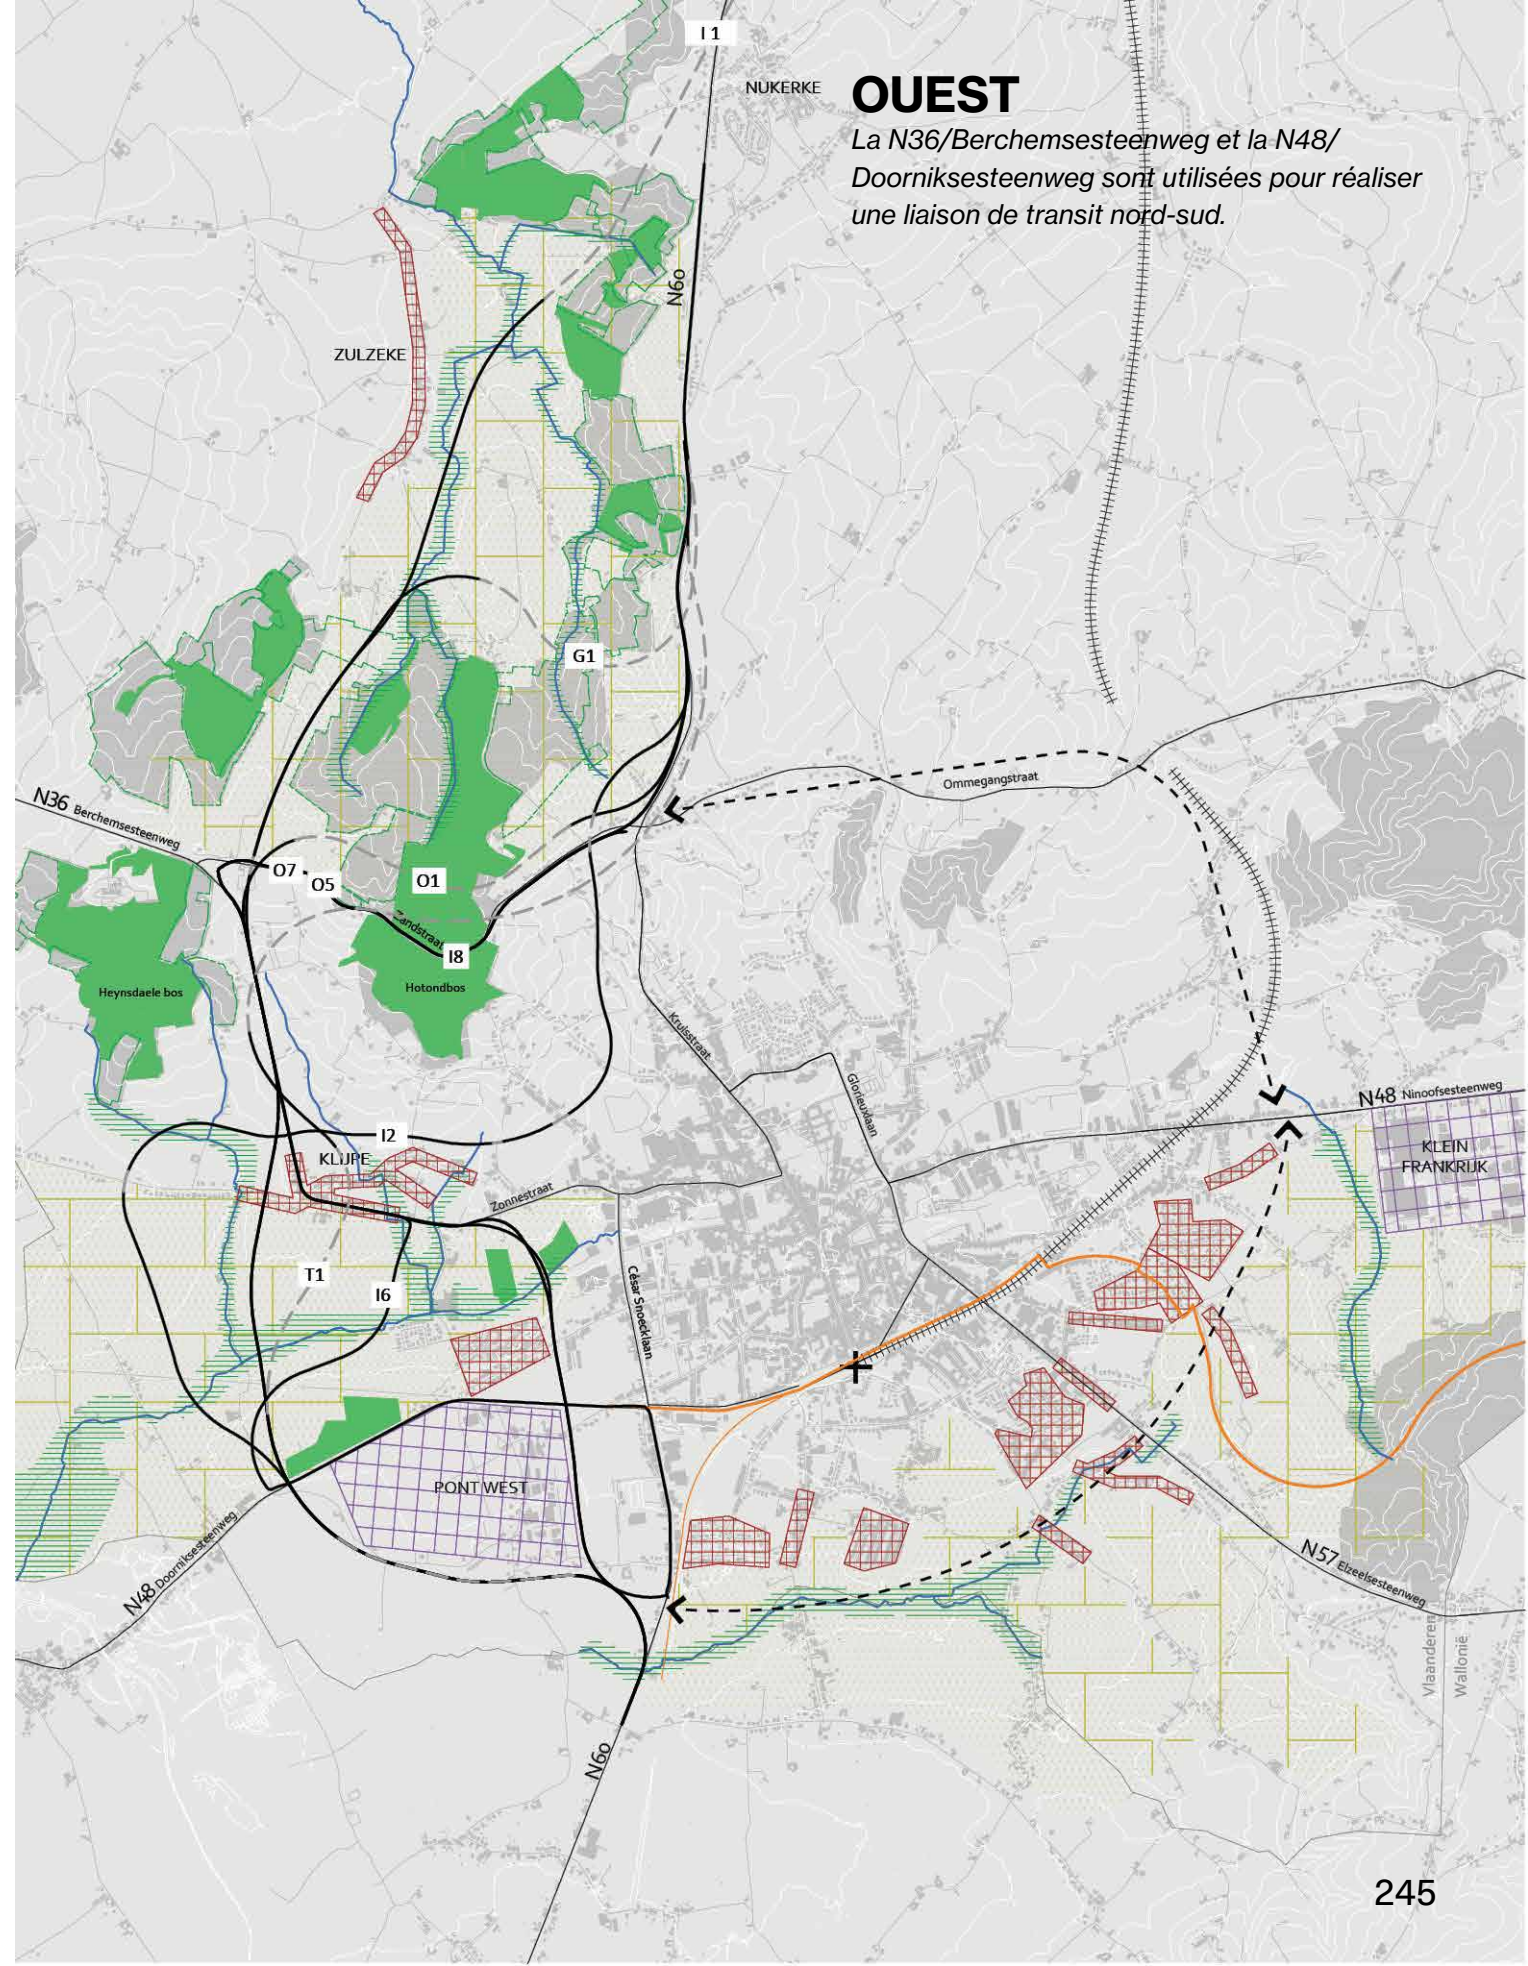 I 1
NUKERKE
OUEST
La N36/Berchemsesteenweg et la N48/
Doorniksesteenweg sont utilisées pour réaliser
une liaison de transit nord-sud.
N60
ZULZEKE
G1
Ommegangstraat
N36 Berchemsesteenweg
O7
O5
O1
Zandstraat
I8
Heynsdaele bos
Hotondbos
Kruisstraat
Glorieuxlaan
N48 Ninoofsesteenweg
I2
KLIJPE
KLEIN
FRANKRIJK
Zonnestraat
T1
I6
César Snoecklaan
PONT WEST
N48 Doorniksesteenweg
N57 Elzeelsesteenweg
Vlaanderen
Wallonië
N60
245